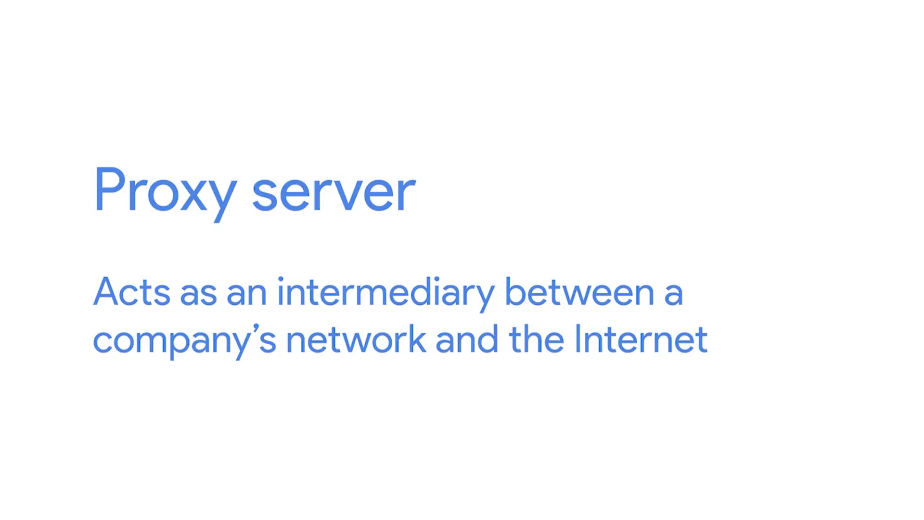 Proxy server
Acts as an intermediary between a
company’s network and the Internet